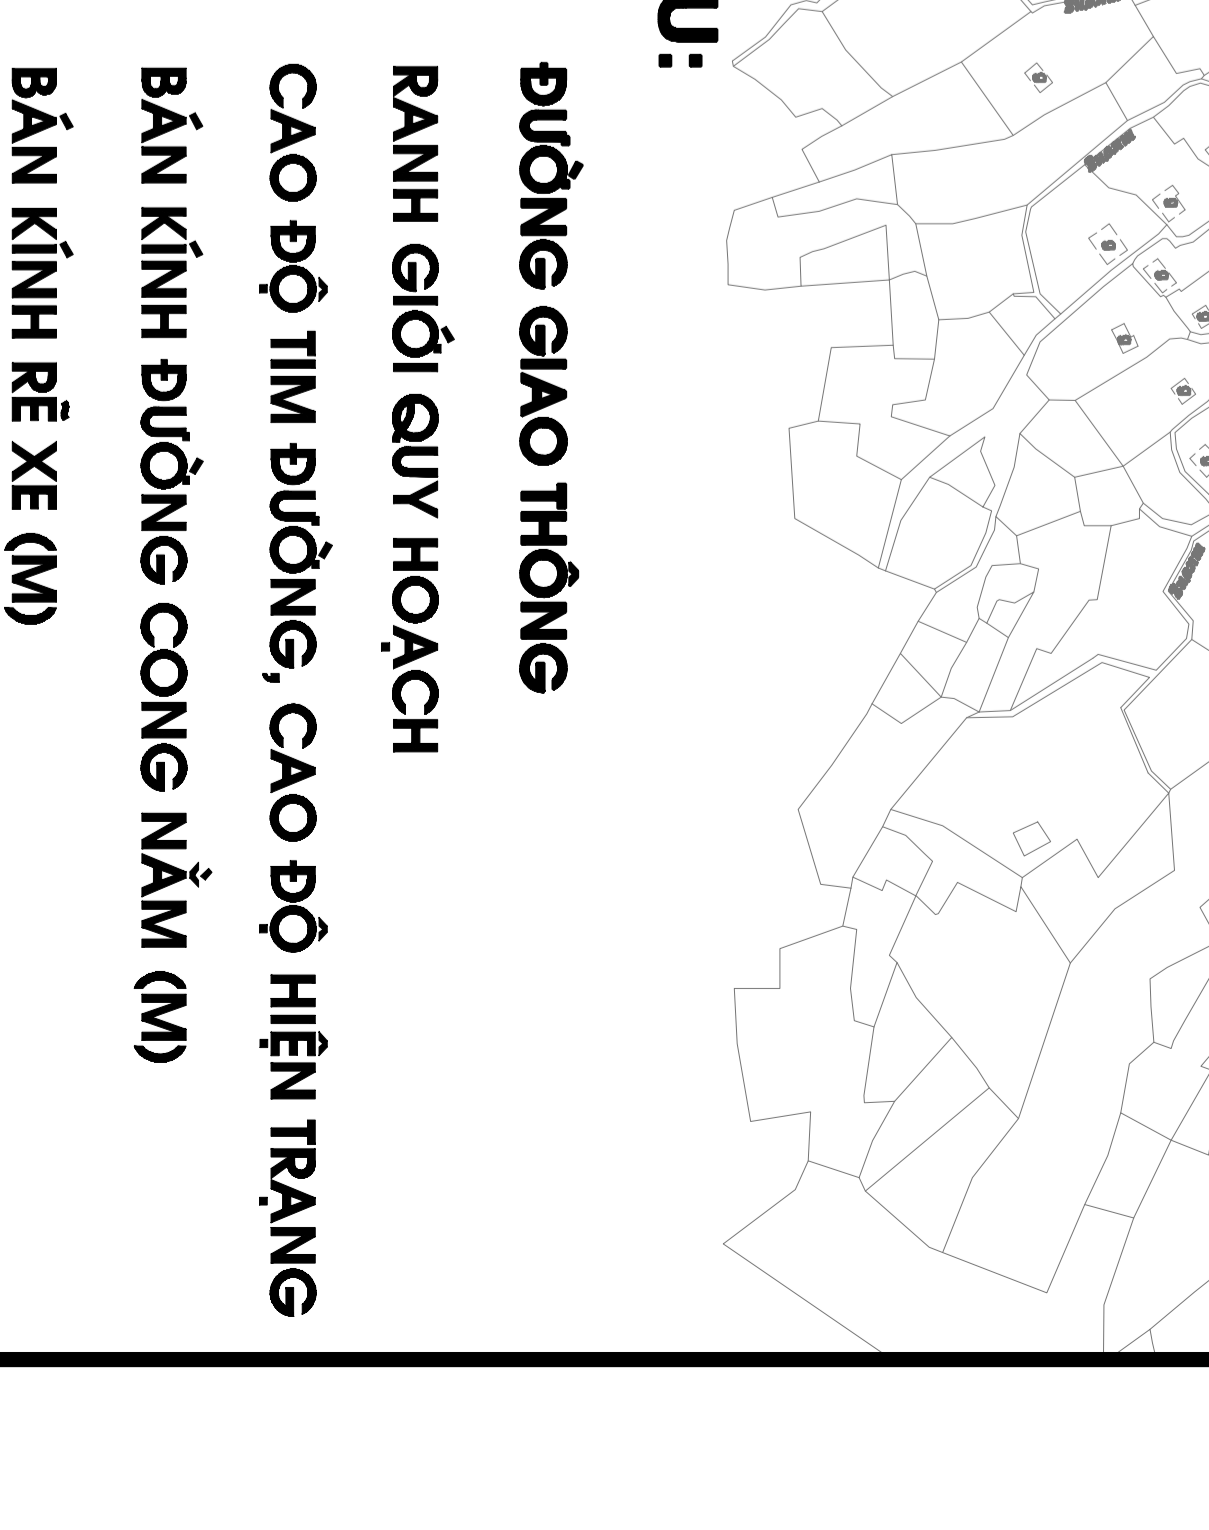 U:
ĐƯỜNG GIAO THÔNG
RANH GIỚI QUY HOẠCH
CAO ĐỘ TIM ĐƯỜNG, CAO ĐỘ HIỆN TRẠNG
BÁN KÍNH ĐƯỜNG CONG NẰM (M)
BÁN KÍNH RẼ XE (M)